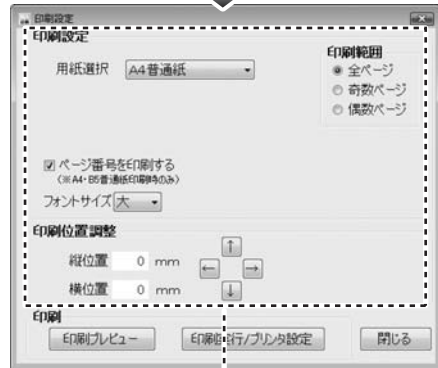 印刷設定
印刷設定
用紙選択 A4普通紙
印刷範囲
全ページ
奇数ページ
偶数ページ
ページ番号を印刷する
(※A4・B5普通紙印刷時のみ)
フォントサイズ 大
印刷位置調整
縦位置 0 mm
横位置 0 mm
↑
← →
↓
印刷
印刷プレビュー 印刷実行/プリンタ設定 閉じる